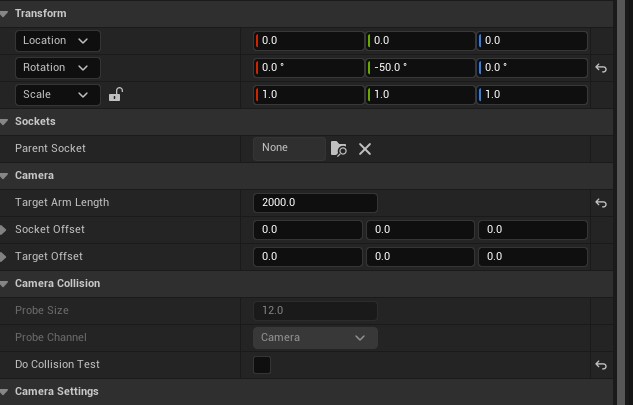 Transform
Location 0.0 0.0 0.0
Rotation 0.0 ° -50.0 ° 0.0 °
Scale 1.0 1.0 1.0
Sockets
Parent Socket None
Camera
Target Arm Length 2000.0
Socket Offset 0.0 0.0 0.0
Target Offset 0.0 0.0 0.0
Camera Collision
Probe Size 12.0
Probe Channel Camera
Do Collision Test
Camera Settings